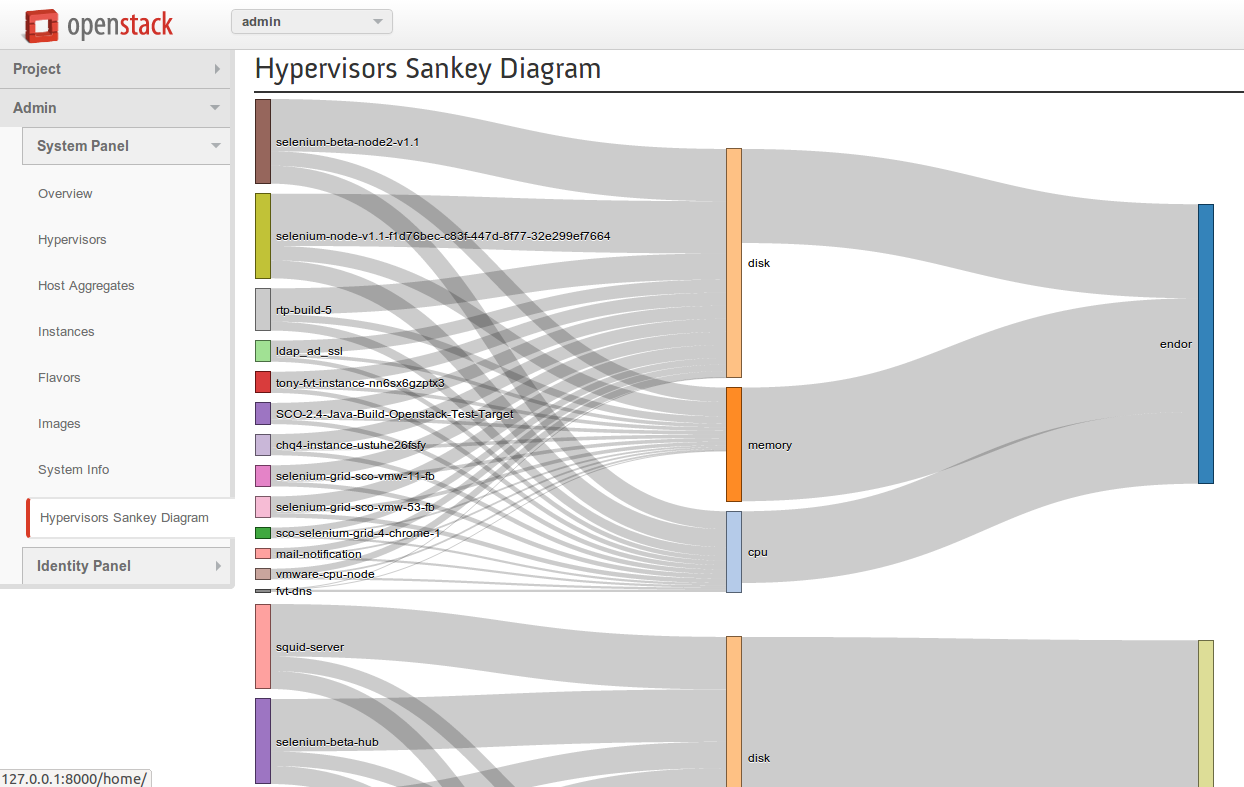 openstack
admin
Project
Admin
System Panel
Overview
Hypervisors
Host Aggregates
Instances
Flavors
Images
System Info
Hypervisors Sankey Diagram
Identity Panel
Hypervisors Sankey Diagram
selenium-beta-node2-v1.1
selenium-node-v1.1-f1d76bec-c83f-447d-8f77-32e299ef7664
rtp-build-5
ldap_ad_ssl
tony-fvt-instance-nn6sx6gzptx3
SCO-2.4-Java-Build-Openstack-Test-Target
chq4-instance-ustuhe26fsfy
selenium-grid-sco-vmw-11-fb
selenium-grid-sco-vmw-53-fb
sco-selenium-grid-4-chrome-1
mail-notification
vmware-cpu-node
fvt-dns
disk
memory
cpu
endor
squid-server
selenium-beta-hub
disk
127.0.0.1:8000/home/